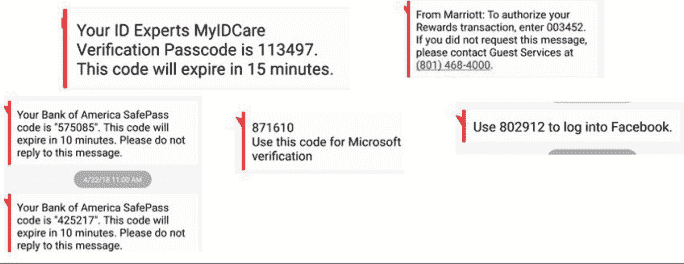 Your ID Experts MyIDCare
Verification Passcode is 113497.
This code will expire in 15 minutes.
From Marriott: To authorize your
Rewards transaction, enter 003452.
If you did not request this message,
please contact Guest Services at
(801) 468-4000.
Your Bank of America SafePass
code is "575085". This code will
expire in 10 minutes. Please do not
reply to this message.
4/22/18 11:00 AM
Your Bank of America SafePass
code is "425217". This code will
expire in 10 minutes. Please do not
reply to this message.
871610
Use this code for Microsoft
verification
Use 802912 to log into Facebook.